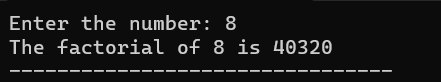 Enter the number: 8
The factorial of 8 is 40320
--------------------------------